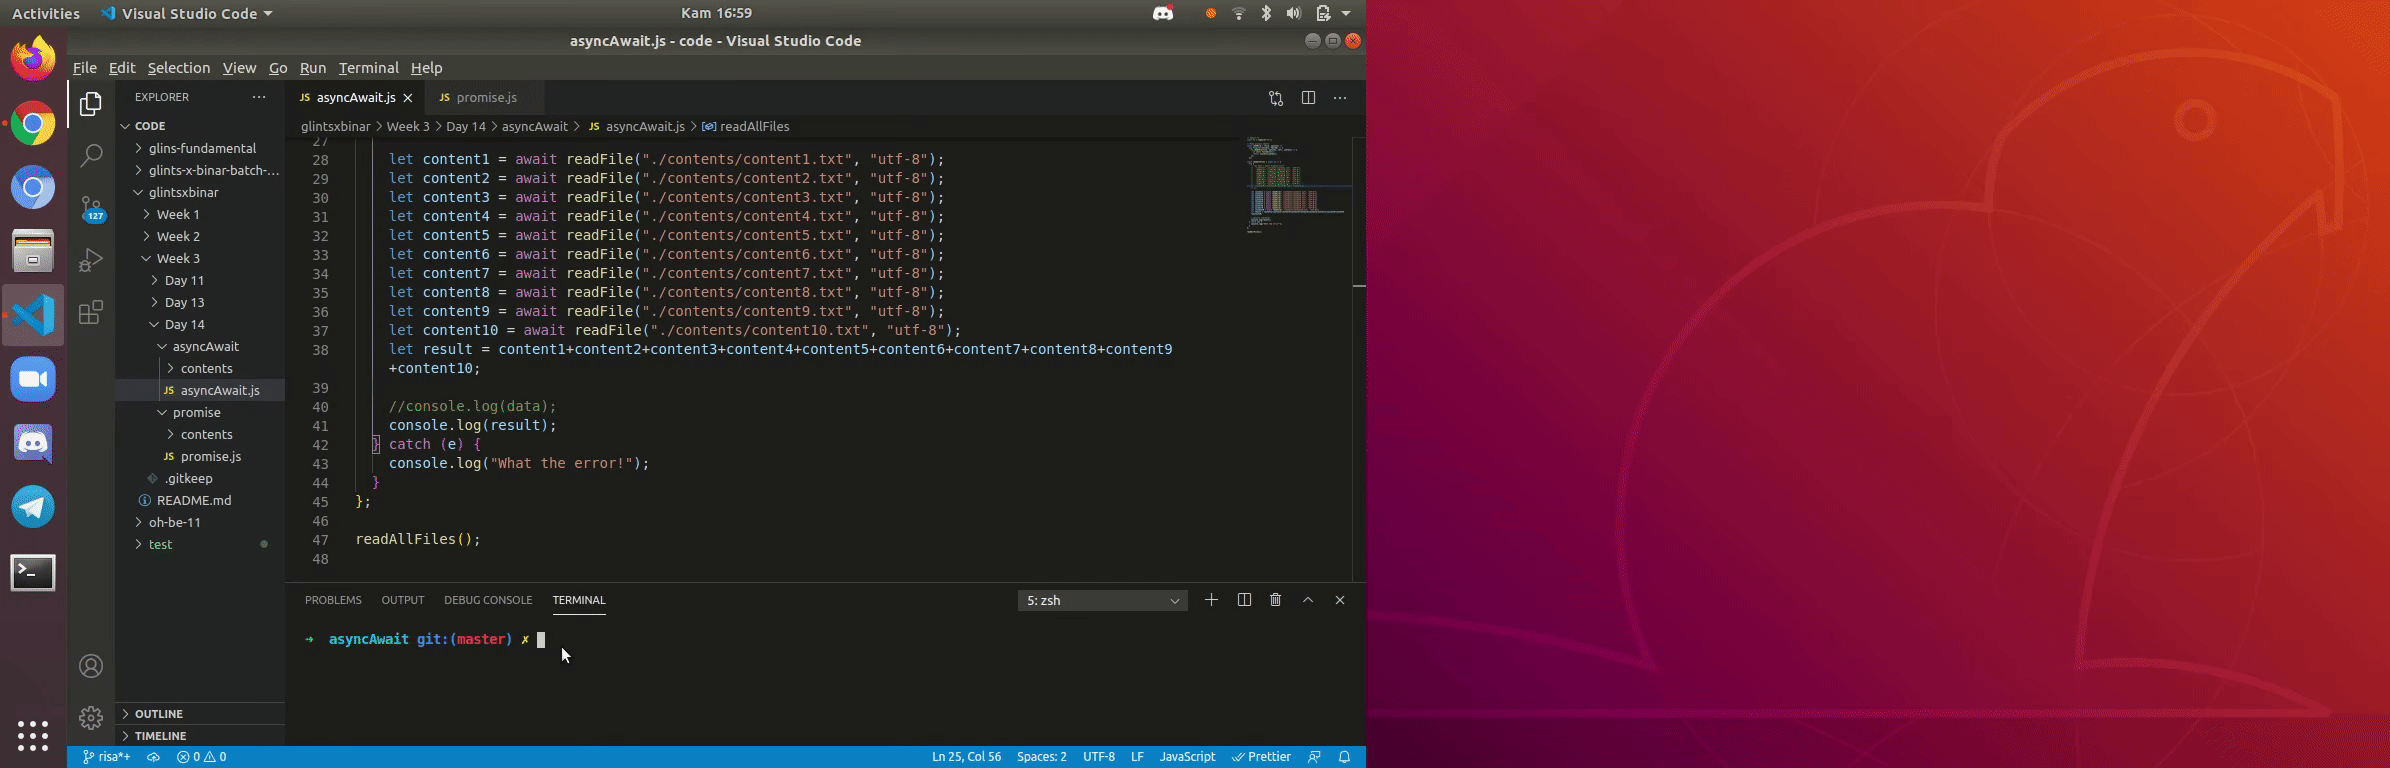 Activities Visual Studio Code Kam 16:59
asyncAwait.js - code - Visual Studio Code
File Edit Selection View Go Run Terminal Help
EXPLORER ···
CODE
glins-fundamental
glints-x-binar-batch-...
glintsxbinar
Week 1
127
Week 2
Week 3
Day 11
Day 13
Day 14
asyncAwait
contents
JS asyncAwait.js
promise
contents
JS promise.js
.gitkeep
README.md
oh-be-11
test
OUTLINE
TIMELINE
JS asyncAwait.js JS promise.js
glintsxbinar > Week 3 > Day 14 > asyncAwait > JS asyncAwait.js > readAllFiles
27
28 let content1 = await readFile("./contents/content1.txt", "utf-8");
29 let content2 = await readFile("./contents/content2.txt", "utf-8");
30 let content3 = await readFile("./contents/content3.txt", "utf-8");
31 let content4 = await readFile("./contents/content4.txt", "utf-8");
32 let content5 = await readFile("./contents/content5.txt", "utf-8");
33 let content6 = await readFile("./contents/content6.txt", "utf-8");
34 let content7 = await readFile("./contents/content7.txt", "utf-8");
35 let content8 = await readFile("./contents/content8.txt", "utf-8");
36 let content9 = await readFile("./contents/content9.txt", "utf-8");
37 let content10 = await readFile("./contents/content10.txt", "utf-8");
38 let result = content1+content2+content3+content4+content5+content6+content7+content8+content9
+content10;
39
40 //console.log(data);
41 console.log(result);
42 } catch (e) {
43 console.log("What the error!");
44 }
45 };
46
47 readAllFiles();
48
PROBLEMS OUTPUT DEBUG CONSOLE TERMINAL 5: zsh
➜ asyncAwait git:(master) ✗
risa*+ 0 0 Ln 25, Col 56 Spaces: 2 UTF-8 LF JavaScript Prettier